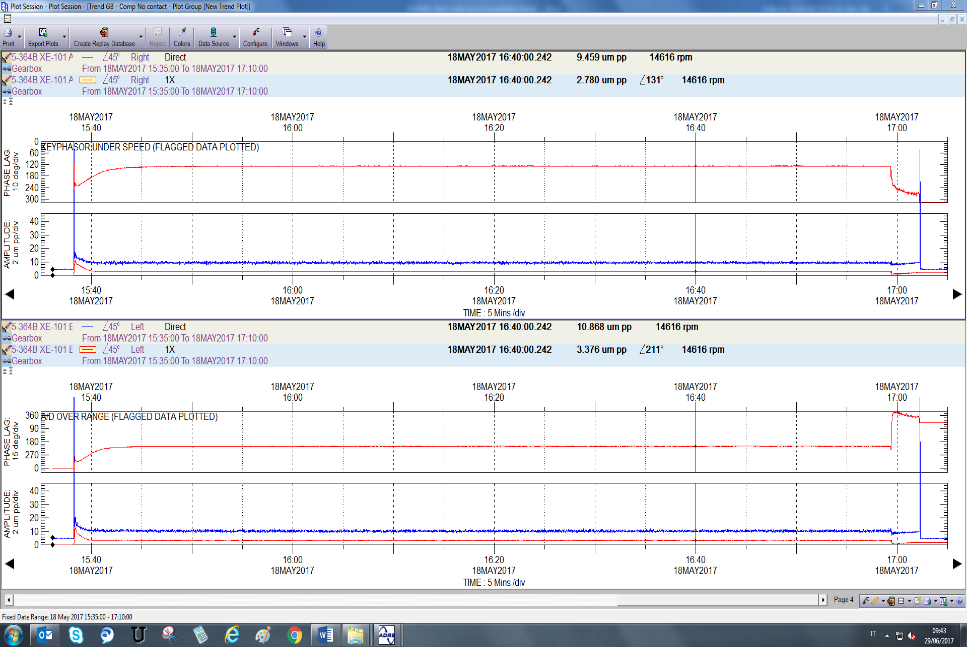 Plot Session - Plot Session - [Trend GB - Comp No contact - Plot Group (New Trend Plot)]
Print Export Plots Create Replay Database Reject Colors Data Source Configure Windows Help
5-364B XE-101 A ∠45° Right Direct 18MAY2017 16:40:00.242 9.459 um pp 14616 rpm
Gearbox From 18MAY2017 15:35:00 To 18MAY2017 17:10:00
5-364B XE-101 A ∠45° Right 1X 18MAY2017 16:40:00.242 2.780 um pp ∠131° 14616 rpm
Gearbox From 18MAY2017 15:35:00 To 18MAY2017 17:10:00
18MAY2017 18MAY2017 18MAY2017 18MAY2017 18MAY2017
15:40 16:00 16:20 16:40 17:00
KEYPHASOR:UNDER SPEED (FLAGGED DATA PLOTTED)
PHASE LAG:
10 deg/div
0
60
120
180
240
300
AMPLITUDE:
2 um pp/div
40
30
20
10
0
15:40 16:00 16:20 16:40 17:00
18MAY2017 18MAY2017 18MAY2017 18MAY2017 18MAY2017
TIME : 5 Mins /div
5-364B XE-101 B ∠45° Left Direct 18MAY2017 16:40:00.242 10.868 um pp 14616 rpm
Gearbox From 18MAY2017 15:35:00 To 18MAY2017 17:10:00
5-364B XE-101 B ∠45° Left 1X 18MAY2017 16:40:00.242 3.376 um pp ∠211° 14616 rpm
Gearbox From 18MAY2017 15:35:00 To 18MAY2017 17:10:00
18MAY2017 18MAY2017 18MAY2017 18MAY2017 18MAY2017
15:40 16:00 16:20 16:40 17:00
A-D OVER RANGE (FLAGGED DATA PLOTTED)
PHASE LAG:
15 deg/div
360
90
180
270
0
AMPLITUDE:
2 um pp/div
40
30
20
10
0
15:40 16:00 16:20 16:40 17:00
18MAY2017 18MAY2017 18MAY2017 18MAY2017 18MAY2017
TIME : 5 Mins /div
Page 4
Fixed Date Range: 18 May 2017 15:35:00 - 17:10:00
IT 09:43
29/06/2017